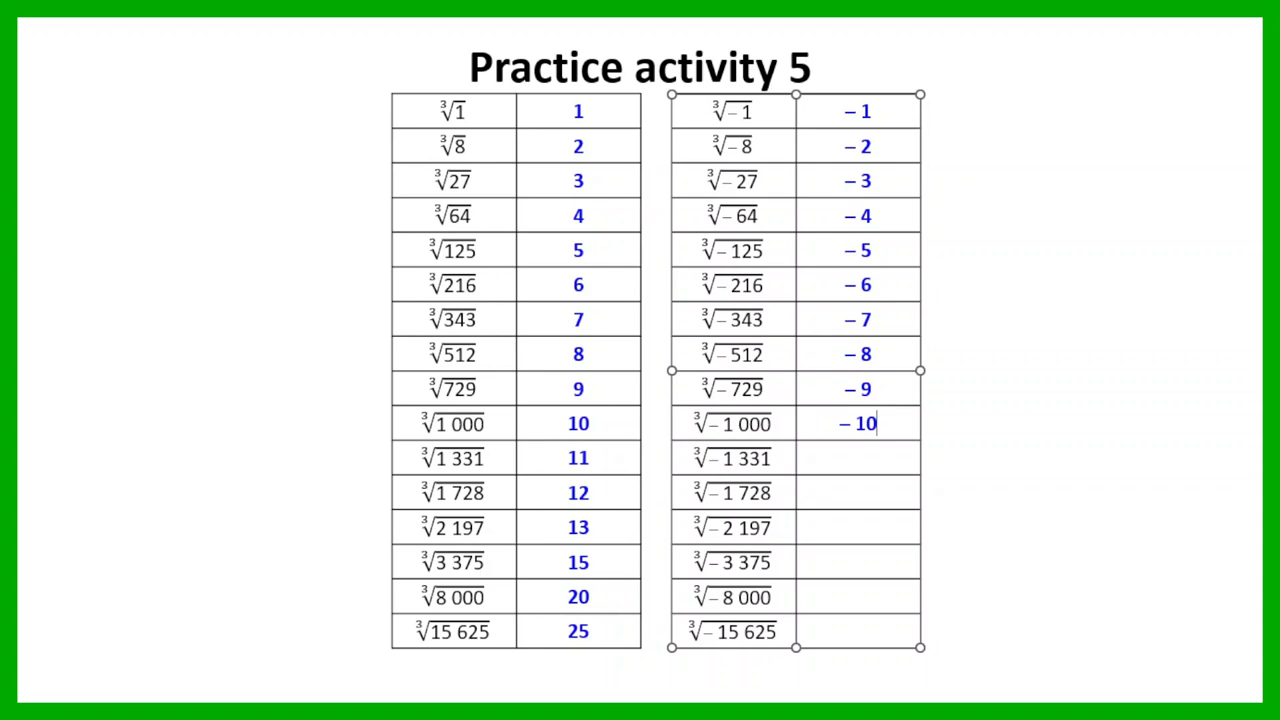 Practice activity 5
∛1 1 ∛– 1 – 1
∛8 2 ∛– 8 – 2
∛27 3 ∛– 27 – 3
∛64 4 ∛– 64 – 4
∛125 5 ∛– 125 – 5
∛216 6 ∛– 216 – 6
∛343 7 ∛– 343 – 7
∛512 8 ∛– 512 – 8
∛729 9 ∛– 729 – 9
∛1 000 10 ∛– 1 000 – 10
∛1 331 11 ∛– 1 331
∛1 728 12 ∛– 1 728
∛2 197 13 ∛– 2 197
∛3 375 15 ∛– 3 375
∛8 000 20 ∛– 8 000
∛15 625 25 ∛– 15 625